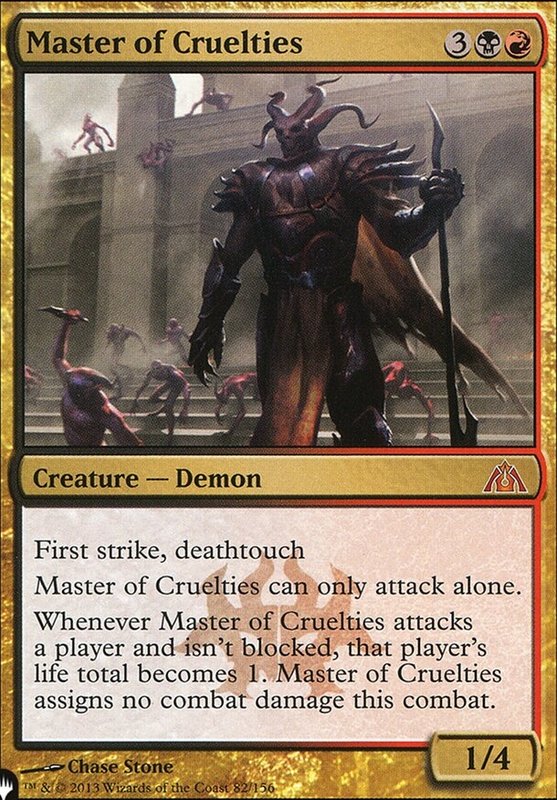 Master of Cruelties 3
Creature — Demon
First strike, deathtouch
Master of Cruelties can only attack alone.
Whenever Master of Cruelties attacks
a player and isn't blocked, that player's
life total becomes 1. Master of Cruelties
assigns no combat damage this combat.
1/4
Chase Stone
™ & © 2013 Wizards of the Coast 82/156